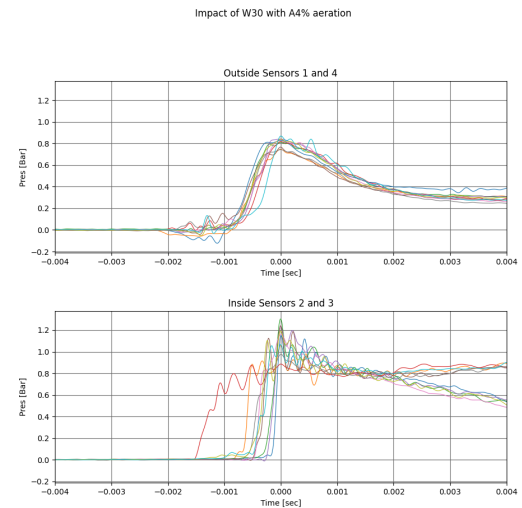 Impact of W30 with A4% aeration
Outside Sensors 1 and 4
1.2
1.0
0.8
0.6
0.4
0.2
0.0
−0.2
Pres [Bar]
−0.004 −0.003 −0.002 −0.001 0.000 0.001 0.002 0.003 0.004
Time [sec]
Inside Sensors 2 and 3
1.2
1.0
0.8
0.6
0.4
0.2
0.0
−0.2
Pres [Bar]
−0.004 −0.003 −0.002 −0.001 0.000 0.001 0.002 0.003 0.004
Time [sec]